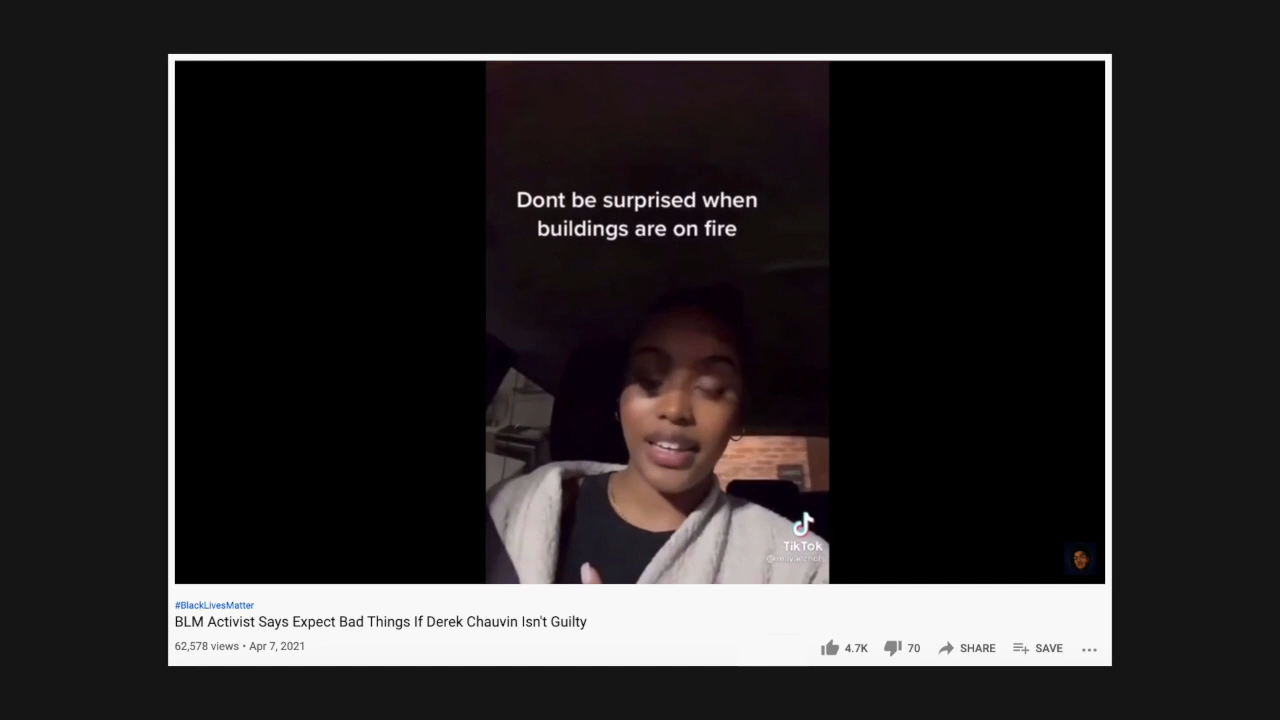 Dont be surprised when
buildings are on fire
TikTok
#BlackLivesMatter
BLM Activist Says Expect Bad Things If Derek Chauvin Isn't Guilty
62,578 views • Apr 7, 2021
4.7K
70
SHARE
SAVE